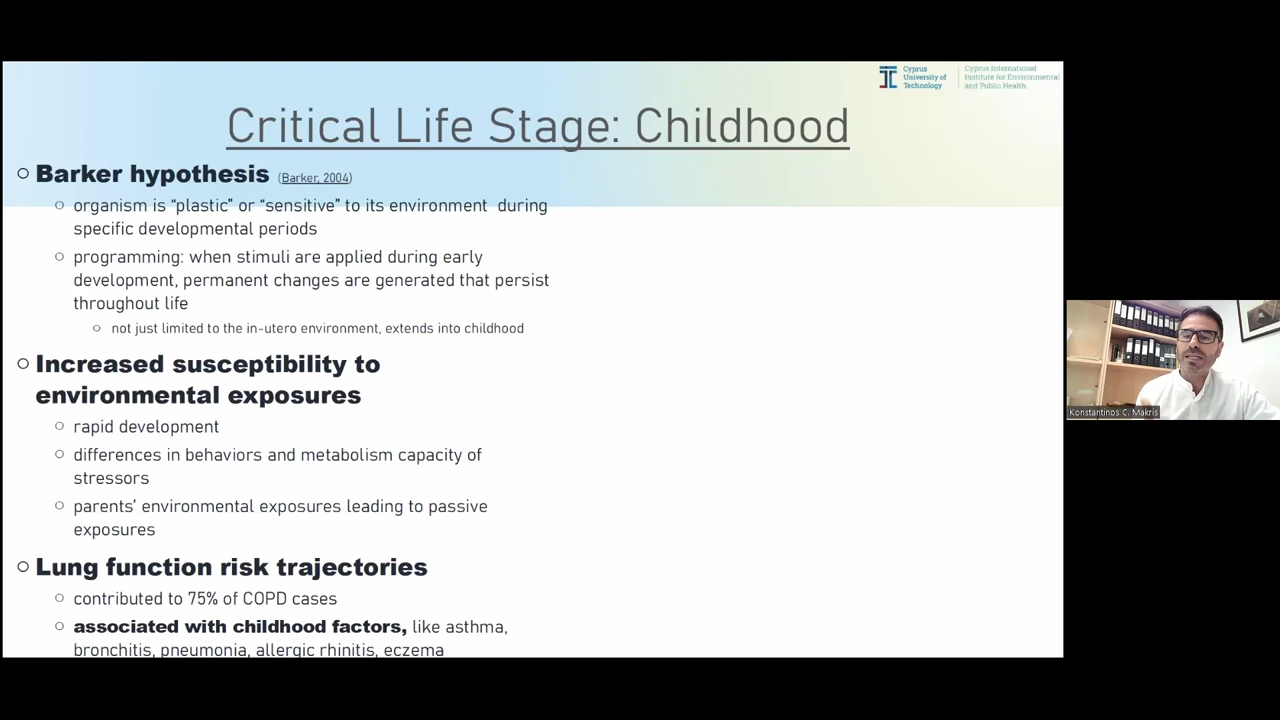 Cyprus
University of
Technology
Cyprus International
Institute for Environmental
and Public Health
Critical Life Stage: Childhood
Barker hypothesis (Barker, 2004)
organism is “plastic” or “sensitive” to its environment during
specific developmental periods
programming: when stimuli are applied during early
development, permanent changes are generated that persist
throughout life
not just limited to the in-utero environment, extends into childhood
Increased susceptibility to
environmental exposures
rapid development
differences in behaviors and metabolism capacity of
stressors
parents’ environmental exposures leading to passive
exposures
Lung function risk trajectories
contributed to 75% of COPD cases
associated with childhood factors, like asthma,
bronchitis, pneumonia, allergic rhinitis, eczema
Konstantinos C. Makris